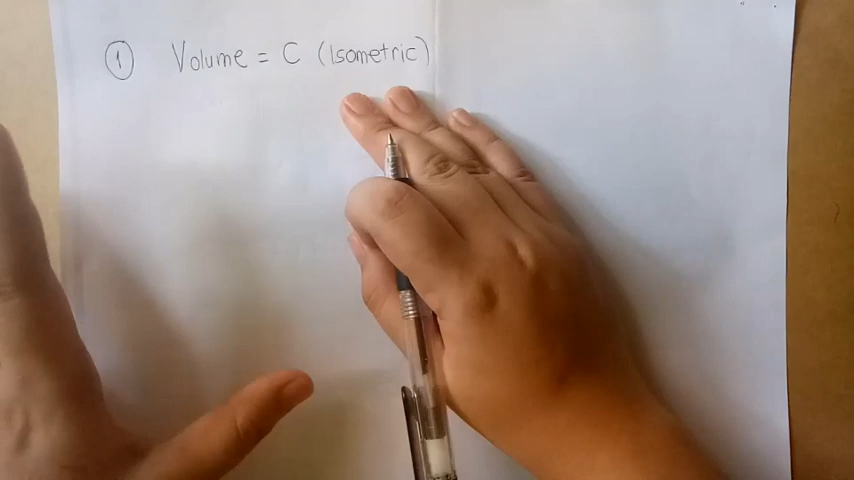 ① Volume = C (Isometric)